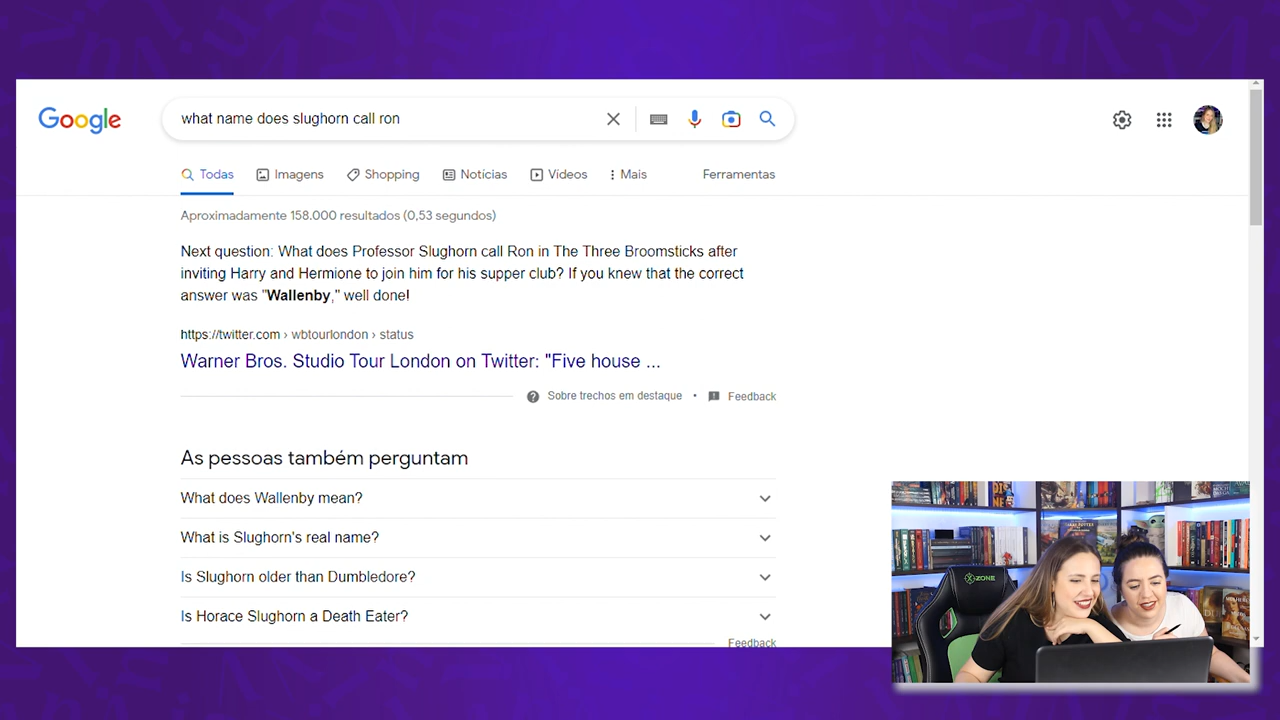 Google
what name does slughorn call ron
Todas
Imagens
Shopping
Notícias
Vídeos
Mais
Ferramentas
Aproximadamente 158.000 resultados (0,53 segundos)
Next question: What does Professor Slughorn call Ron in The Three Broomsticks after
inviting Harry and Hermione to join him for his supper club? If you knew that the correct
answer was "Wallenby," well done!
https://twitter.com › wbtourlondon › status
Warner Bros. Studio Tour London on Twitter: "Five house ...
Sobre trechos em destaque • Feedback
As pessoas também perguntam
What does Wallenby mean?
What is Slughorn's real name?
Is Slughorn older than Dumbledore?
Is Horace Slughorn a Death Eater?
Feedback
X-ZONE